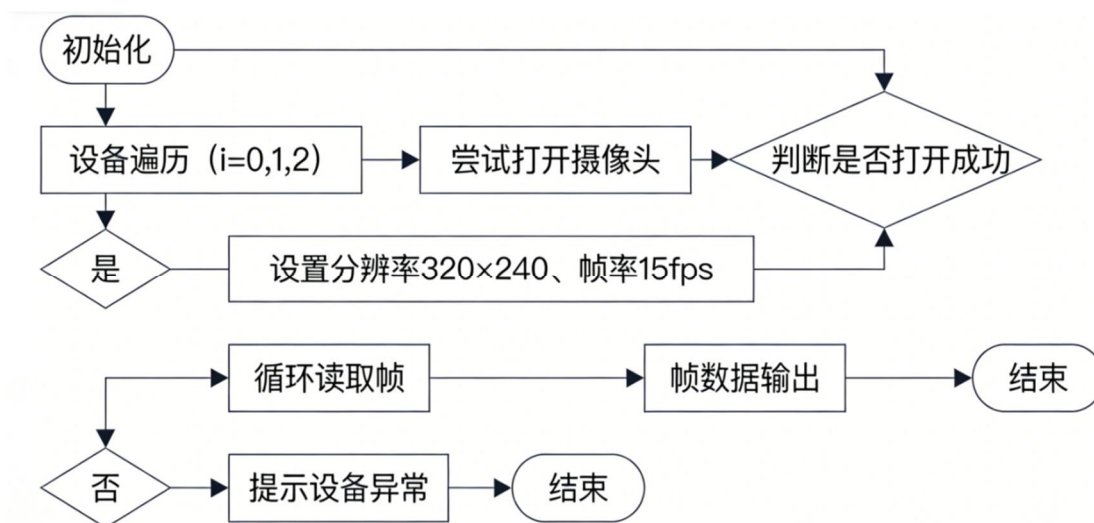 初始化
设备遍历（i=0,1,2）
尝试打开摄像头
判断是否打开成功
是
设置分辨率320×240、帧率15fps
循环读取帧
帧数据输出
结束
否
提示设备异常
结束